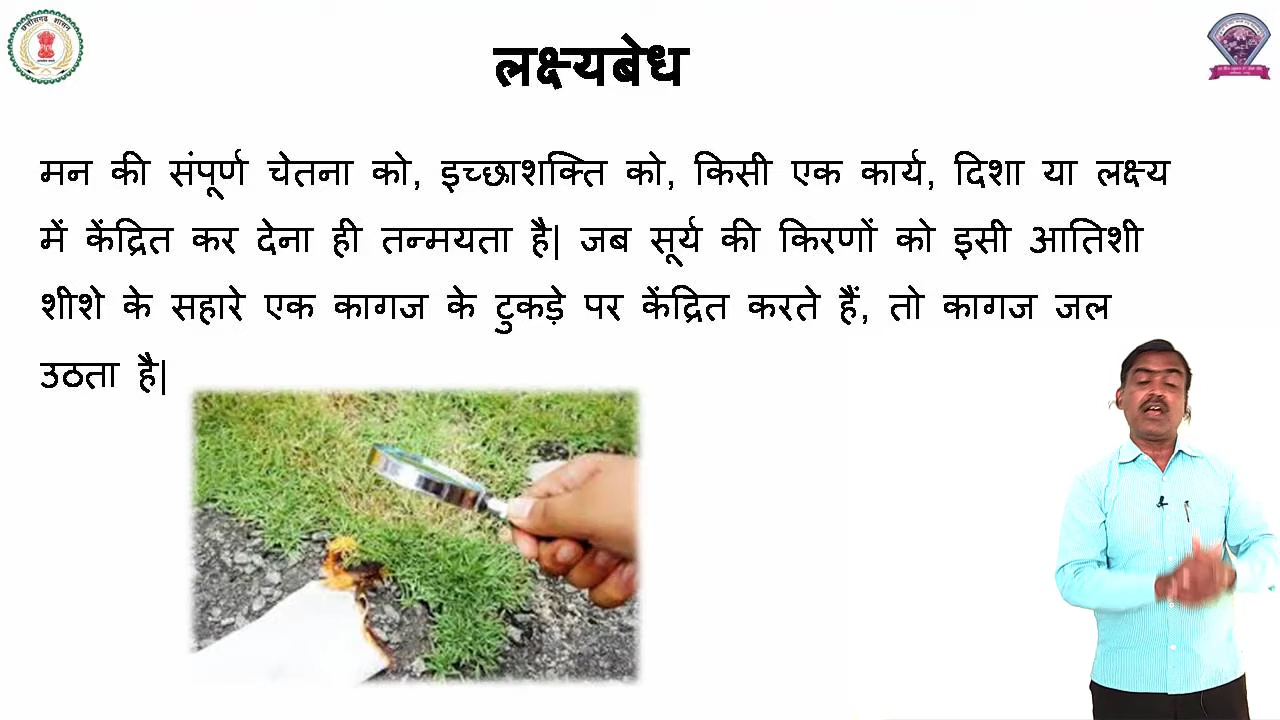 लक्ष्यबेध
मन की संपूर्ण चेतना को, इच्छाशक्ति को, किसी एक कार्य, दिशा या लक्ष्य
में केंद्रित कर देना ही तन्मयता है| जब सूर्य की किरणों को इसी आतिशी
शीशे के सहारे एक कागज के टुकड़े पर केंद्रित करते हैं, तो कागज जल
उठता है|